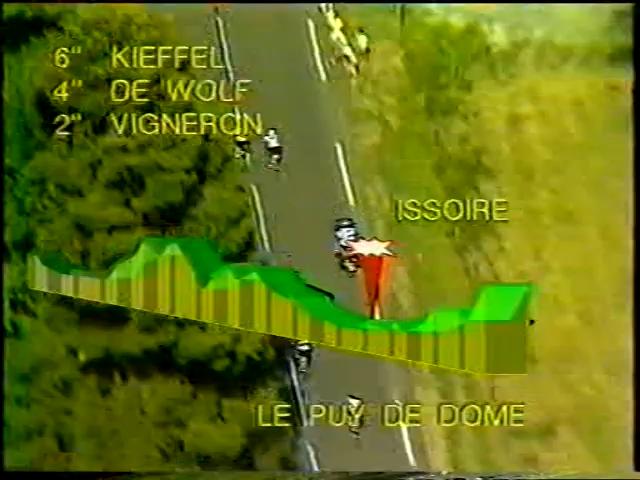 6" KIEFFEL
4" DE WOLF
2" VIGNERON
ISSOIRE
LE PUY DE DOME